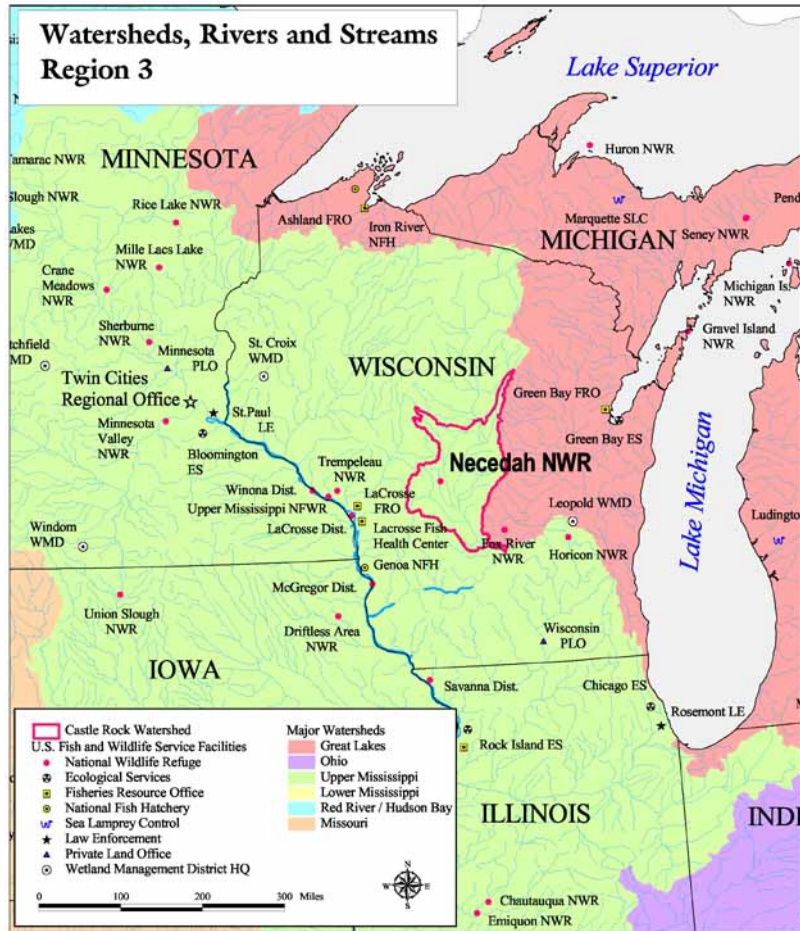 Watersheds, Rivers and Streams
Region 3
Lake Superior
Huron NWR
MINNESOTA
Tamarac NWR
Slough NWR
Rice Lake NWR
Ashland FRO
Iron River
NFH
Marquette SLC
MICHIGAN
Seney NWR
Mille Lacs Lake
NWR
Crane
Meadows
NWR
Michigan Is.
NWR
Sherburne
NWR
Minnesota
PLO
St. Croix
WMD
WISCONSIN
Gravel Island
NWR
Twin Cities
Regional Office
Green Bay FRO
St.Paul
LE
Minnesota
Valley NWR
Bloomington
ES
Green Bay ES
Necedah NWR
Lake Michigan
Trempeleau
NWR
Winona Dist.
LaCrosse
FRO
Upper Mississippi NFWR
Leopold WMD
Ludington
LaCrosse Dist.
Lacrosse Fish
Health Center
Windom
WMD
Fox River
NWR
Horicon NWR
Genoa NFH
McGregor Dist.
Union Slough
NWR
Driftless Area
NWR
Wisconsin
PLO
IOWA
Savanna Dist.
Chicago ES
Rosemont LE
Rock Island ES
ILLINOIS
Chautauqua NWR
Emiquon NWR
Castle Rock Watershed
U.S. Fish and Wildlife Service Facilities
National Wildlife Refuge
Ecological Services
Fisheries Resource Office
National Fish Hatchery
Sea Lamprey Control
Law Enforcement
Private Land Office
Wetland Management District HQ
Major Watersheds
Great Lakes
Ohio
Upper Mississippi
Lower Mississippi
Red River / Hudson Bay
Missouri
0 100 200 300 Miles
N
W E
S